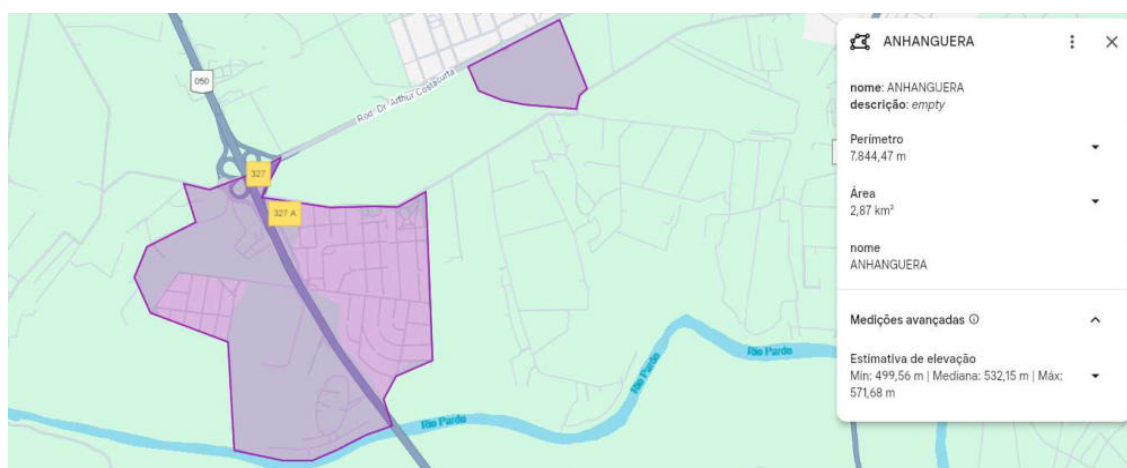 050
Rod. Dr. Arthur Costacurta
327
327 A
Rio Pardo
Rio Pardo
Rio Pardo
ANHANGUERA
nome: ANHANGUERA
descrição: empty
Perímetro
7.844,47 m
Área
2,87 km²
nome
ANHANGUERA
Medições avançadas
Estimativa de elevação
Mín: 499,56 m | Mediana: 532,15 m | Máx:
571,68 m